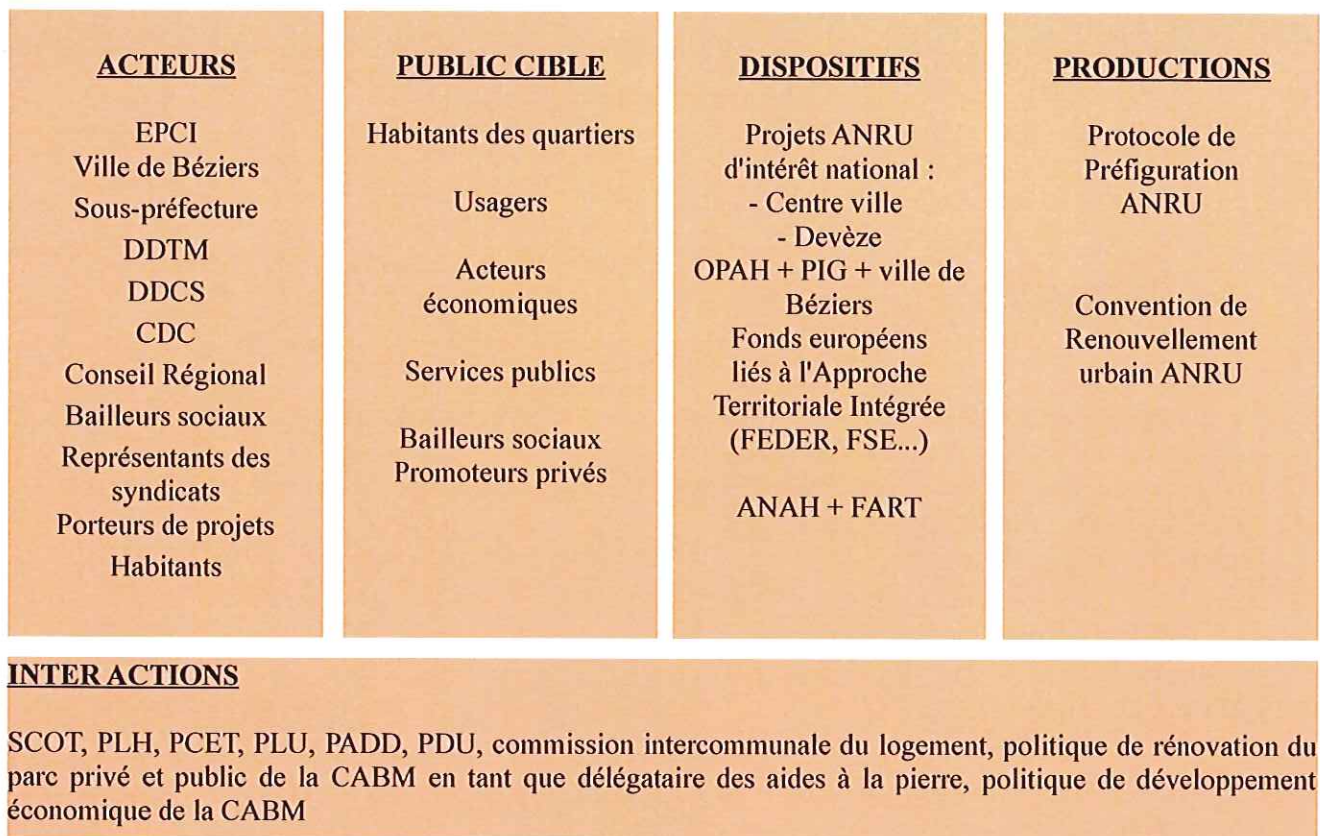 ACTEURS
EPCI
Ville de Béziers
Sous-préfecture
DDTM
DDCS
CDC
Conseil Régional
Bailleurs sociaux
Représentants des
syndicats
Porteurs de projets
Habitants
PUBLIC CIBLE
Habitants des quartiers
Usagers
Acteurs
économiques
Services publics
Bailleurs sociaux
Promoteurs privés
DISPOSITIFS
Projets ANRU
d'intérêt national :
- Centre ville
- Devèze
OPAH + PIG + ville de
Béziers
Fonds européens
liés à l'Approche
Territoriale Intégrée
(FEDER, FSE...)
ANAH + FART
PRODUCTIONS
Protocole de
Préfiguration
ANRU
Convention de
Renouvellement
urbain ANRU
INTER ACTIONS
SCOT, PLH, PCET, PLU, PADD, PDU, commission intercommunale du logement, politique de rénovation du
parc privé et public de la CABM en tant que délégataire des aides à la pierre, politique de développement
économique de la CABM